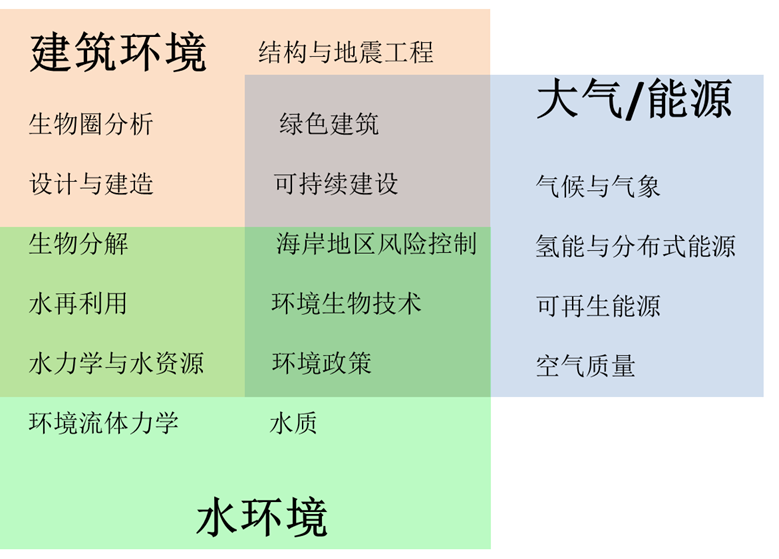 建筑环境
结构与地震工程
大气/能源
生物圈分析
绿色建筑
设计与建造
可持续建设
气候与气象
生物分解
海岸地区风险控制
氢能与分布式能源
水再利用
环境生物技术
可再生能源
水力学与水资源
环境政策
空气质量
环境流体力学
水质
水环境